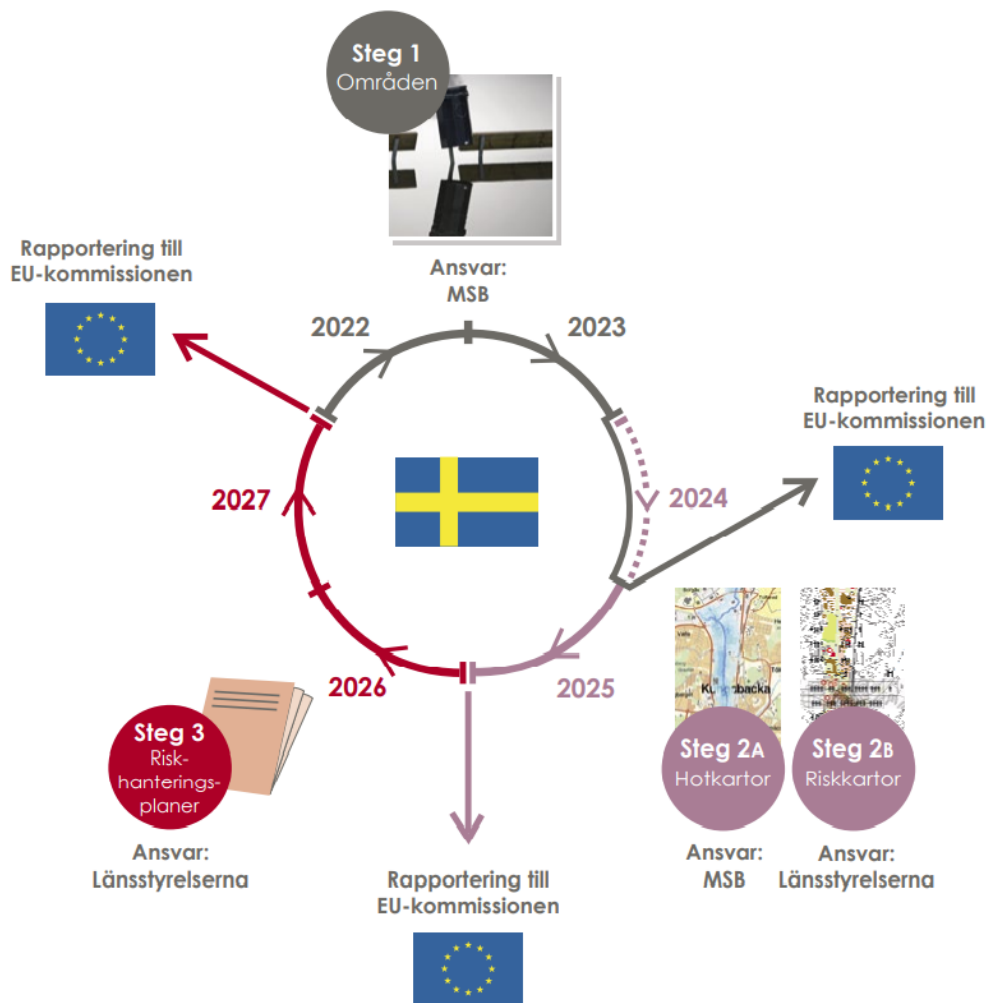 Steg 1
Områden
Ansvar:
MSB
Rapportering till
EU-kommissionen
2022
2023
Rapportering till
EU-kommissionen
2027
2024
2026
2025
Steg 3
Risk-
hanterings-
planer
Ansvar:
Länsstyrelserna
Steg 2A
Hotkartor
Ansvar:
MSB
Steg 2B
Riskkartor
Ansvar:
Länsstyrelserna
Rapportering till
EU-kommissionen